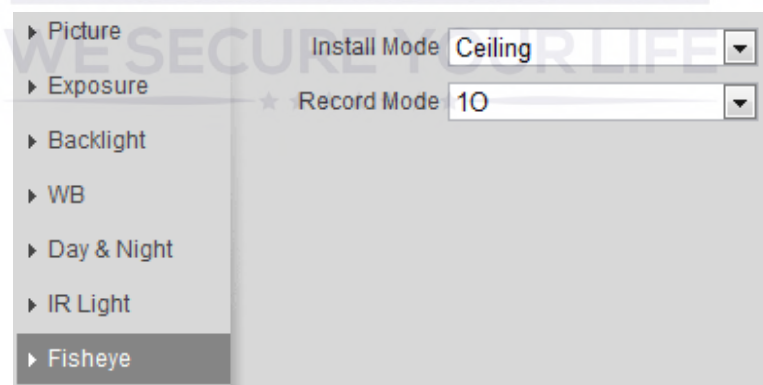 WE SECURE YOUR LIFE
Picture
Exposure
Backlight
WB
Day & Night
IR Light
Fisheye
Install Mode Ceiling
Record Mode 1O